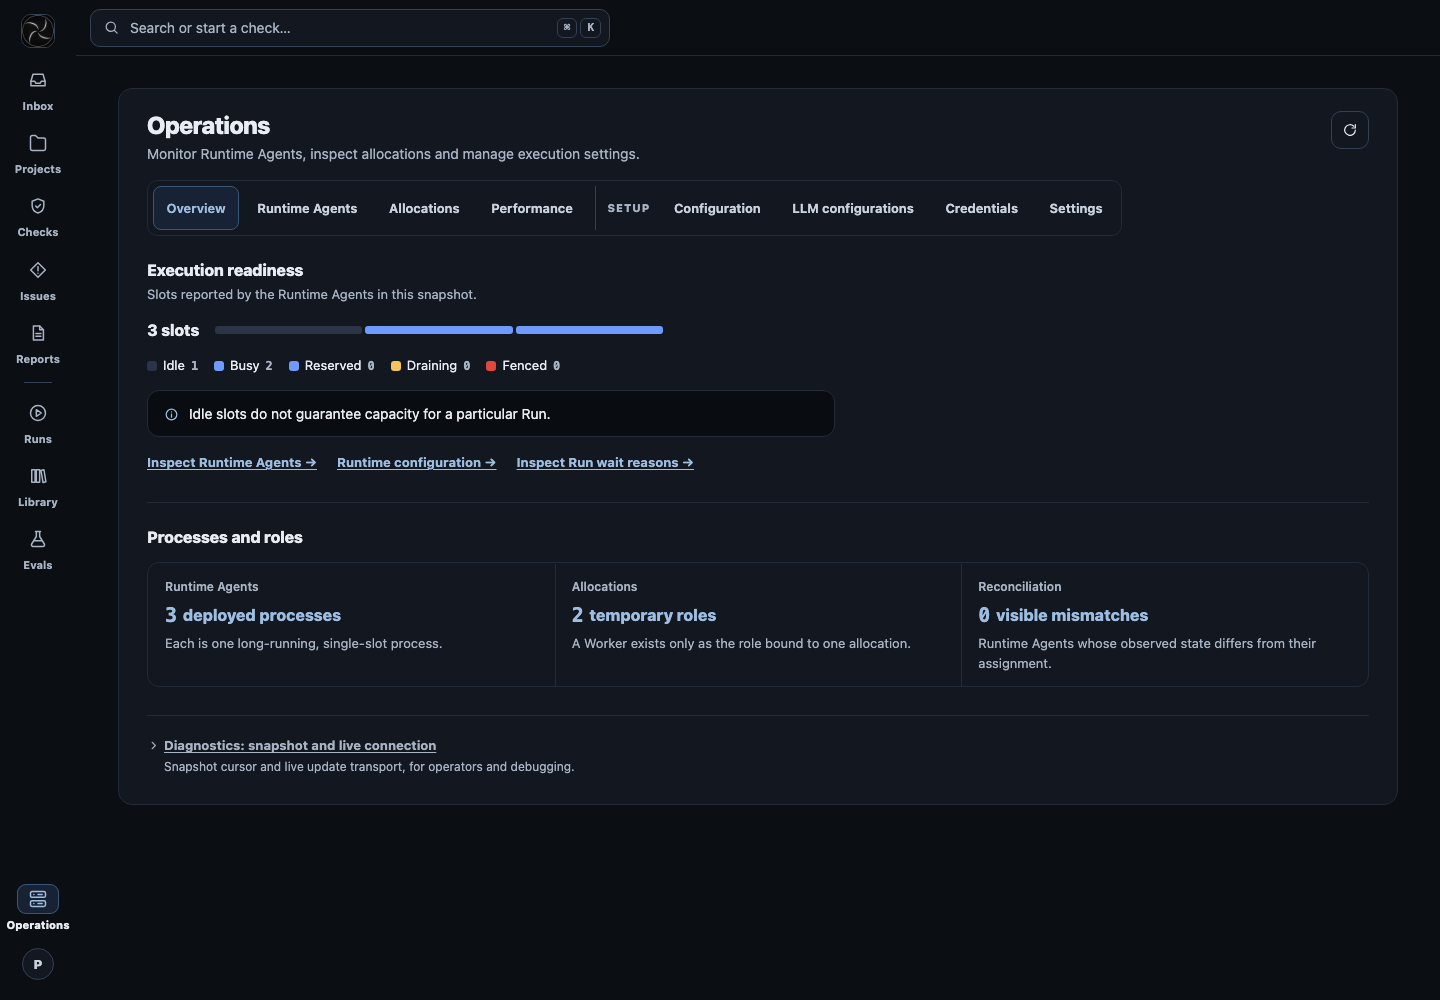 Search or start a check...
⌘ K
Inbox
Projects
Checks
Issues
Reports
Runs
Library
Evals
Operations
P
Operations
Monitor Runtime Agents, inspect allocations and manage execution settings.
Overview Runtime Agents Allocations Performance SETUP Configuration LLM configurations Credentials Settings
Execution readiness
Slots reported by the Runtime Agents in this snapshot.
3 slots
Idle 1 Busy 2 Reserved 0 Draining 0 Fenced 0
Idle slots do not guarantee capacity for a particular Run.
Inspect Runtime Agents → Runtime configuration → Inspect Run wait reasons →
Processes and roles
Runtime Agents
3 deployed processes
Each is one long-running, single-slot process.
Allocations
2 temporary roles
A Worker exists only as the role bound to one allocation.
Reconciliation
0 visible mismatches
Runtime Agents whose observed state differs from their
assignment.
Diagnostics: snapshot and live connection
Snapshot cursor and live update transport, for operators and debugging.